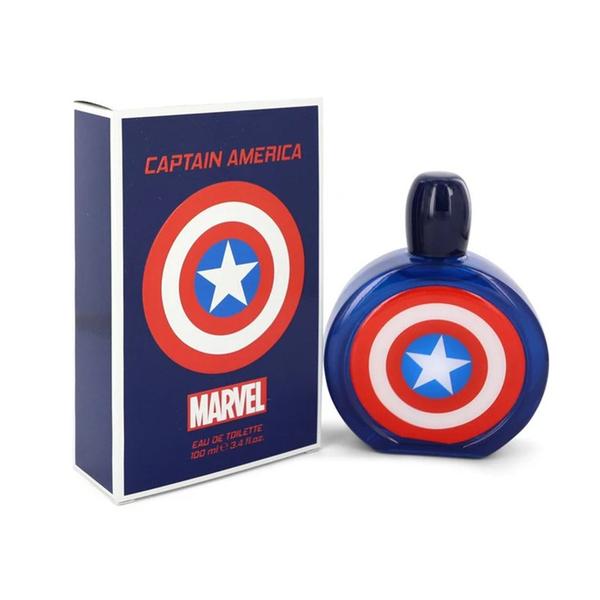 CAPTAIN AMERICA
MARVEL
EAU DE TOILETTE
100 ml ℮ 3.4 fl.oz.